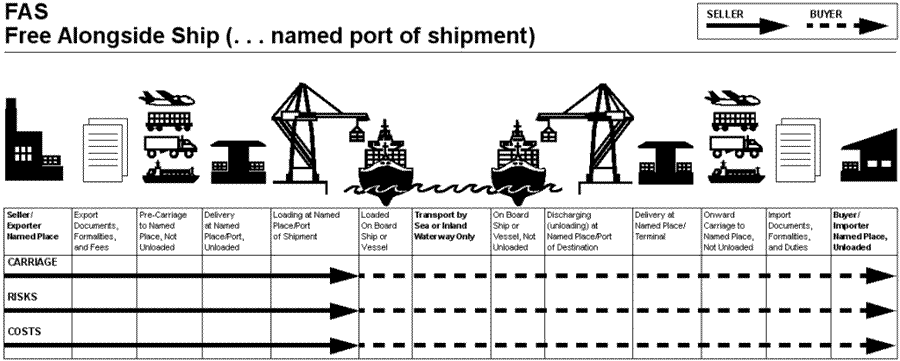 FAS
Free Alongside Ship (. . . named port of shipment)
SELLER
BUYER
Seller/
Exporter
Named Place
Export
Documents,
Formalities,
and Fees
Pre-Carriage
to Named
Place, Not
Unloaded
Delivery
at Named
Place/Port,
Unloaded
Loading at Named
Place/Port
of Shipment
Loaded
On Board
Ship or
Vessel
Transport by
Sea or Inland
Waterway Only
On Board
Ship or
Vessel, Not
Unloaded
Discharging
(unloading) at
Named Place/Port
of Destination
Delivery at
Named Place/
Terminal
Onward
Carriage to
Named Place,
Not Unloaded
Import
Documents,
Formalities,
and Duties
Buyer/
Importer
Named Place,
Unloaded
CARRIAGE
RISKS
COSTS